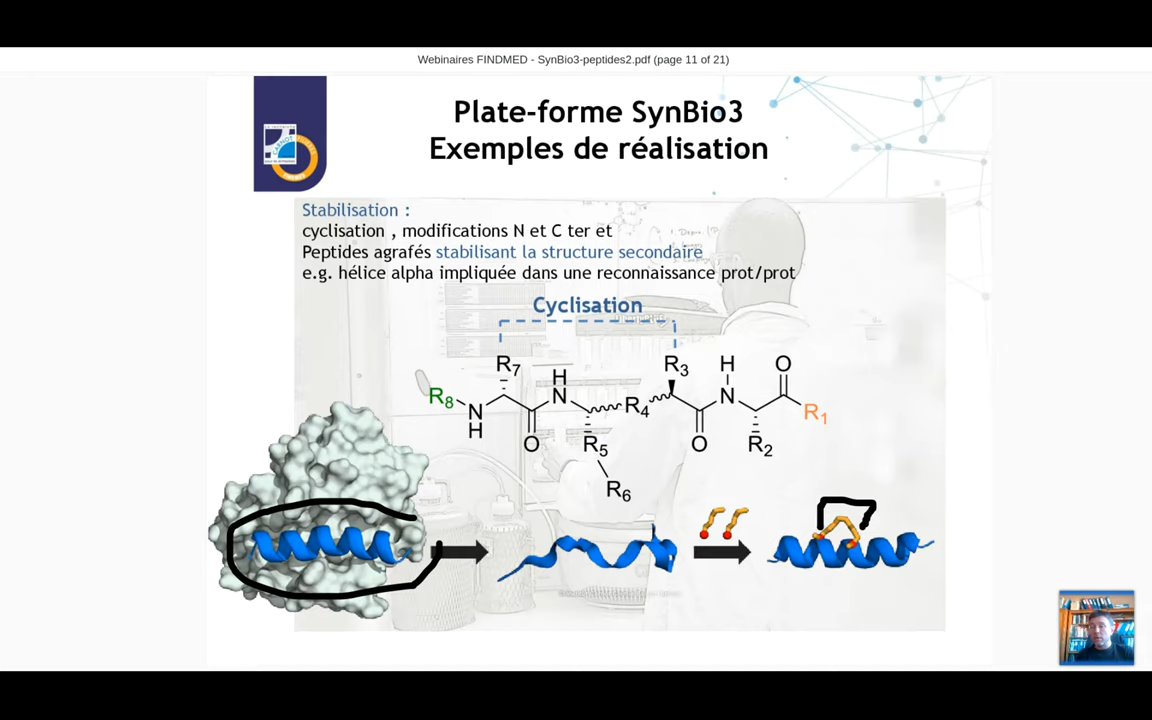 Webinaires FINDMED - SynBio3-peptides2.pdf (page 11 of 21)
Plate-forme SynBio3
Exemples de réalisation
CARNOT
FINDMED
Stabilisation :
cyclisation , modifications N et C ter et
Peptides agrafés stabilisant la structure secondaire
e.g. hélice alpha impliquée dans une reconnaissance prot/prot
Cyclisation
R7 H R3 H O
R8 N R4 N R1
N
H O R5 O R2
R6